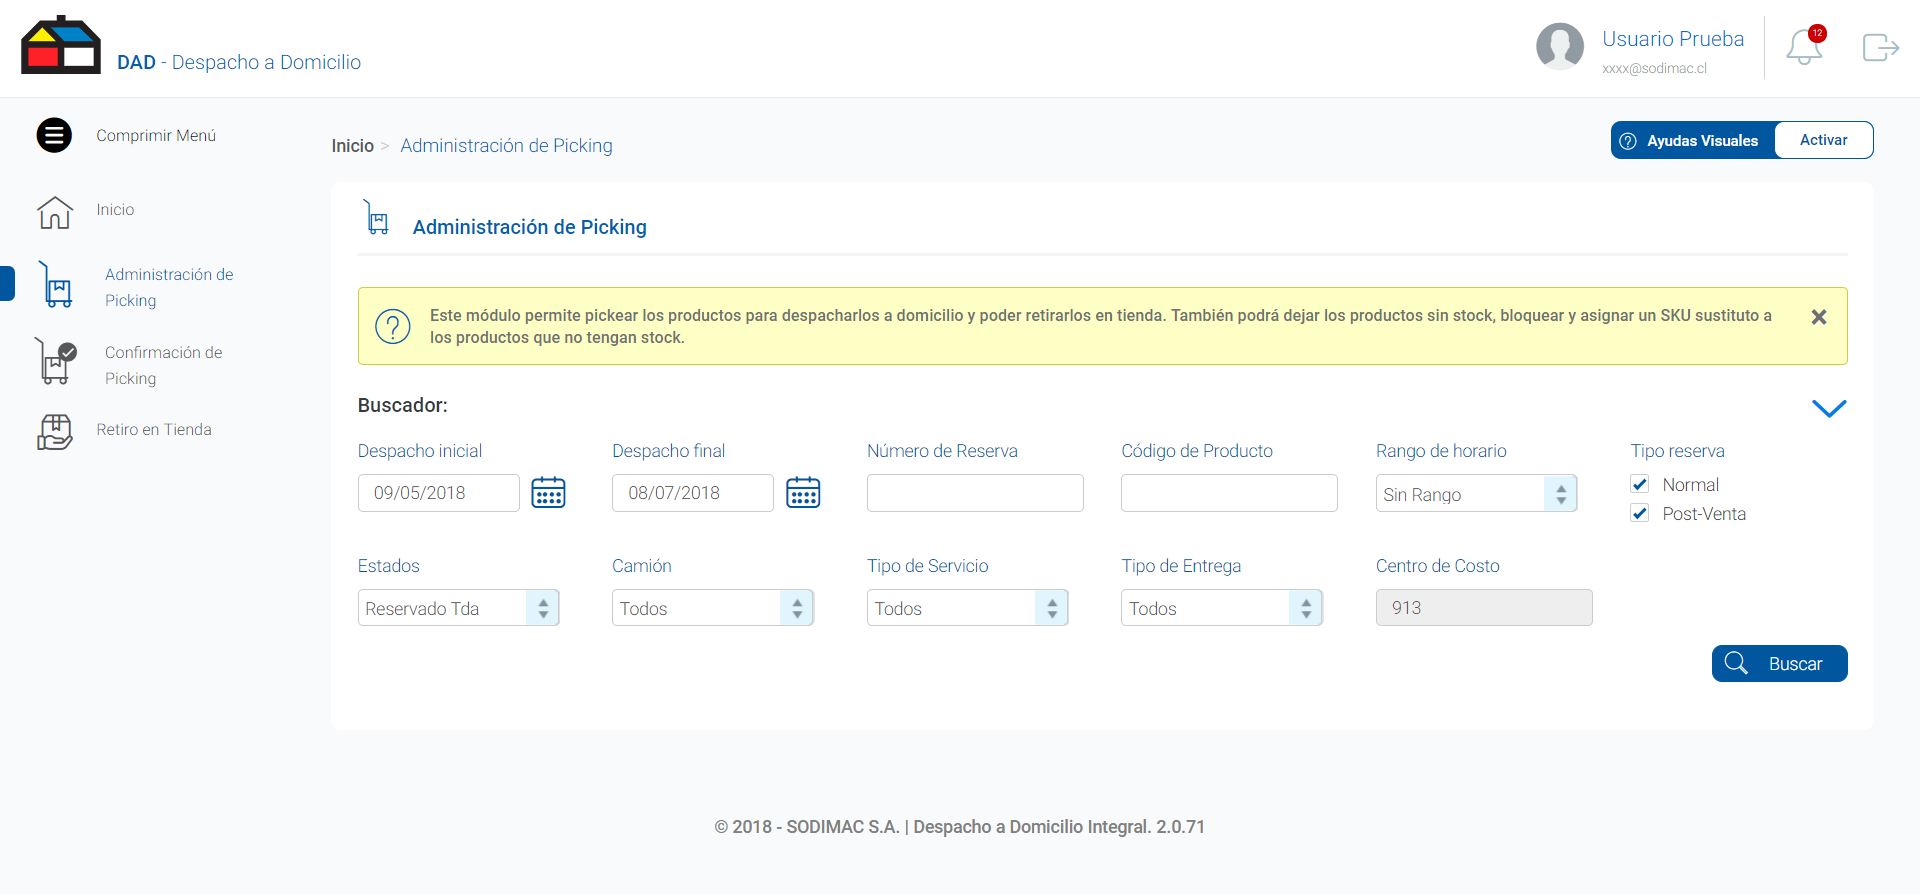 DAD - Despacho a Domicilio
Usuario Prueba
xxxx@sodimac.cl
12
Comprimir Menú
Inicio
Administración de
Picking
Confirmación de
Picking
Retiro en Tienda
Inicio > Administración de Picking
Ayudas Visuales
Activar
Administración de Picking
Este módulo permite pickear los productos para despacharlos a domicilio y poder retirarlos en tienda. También podrá dejar los productos sin stock, bloquear y asignar un SKU sustituto a
los productos que no tengan stock.
Buscador:
Despacho inicial
09/05/2018
Despacho final
08/07/2018
Número de Reserva
Código de Producto
Rango de horario
Sin Rango
Tipo reserva
Normal
Post-Venta
Estados
Reservado Tda
Camión
Todos
Tipo de Servicio
Todos
Tipo de Entrega
Todos
Centro de Costo
913
Buscar
© 2018 - SODIMAC S.A. | Despacho a Domicilio Integral. 2.0.71